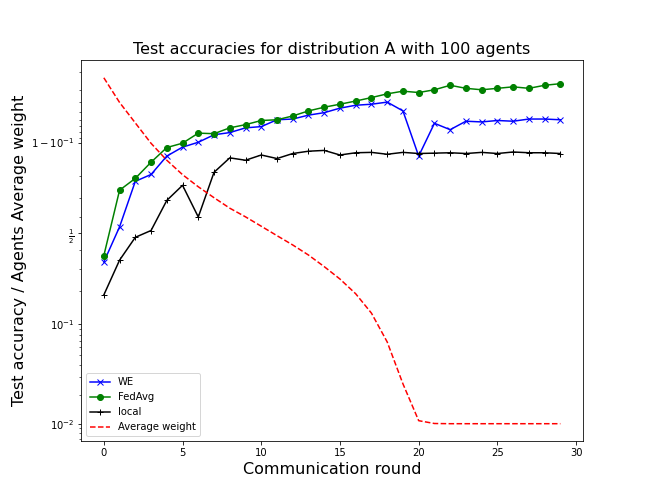 Test accuracies for distribution A with 100 agents
Test accuracy / Agents Average weight
1 − 10⁻¹
½
10⁻¹
10⁻²
WE
FedAvg
local
Average weight
0 5 10 15 20 25 30
Communication round